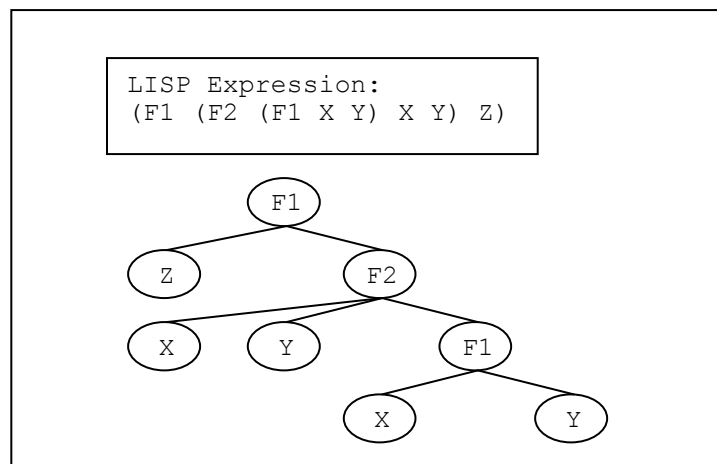 LISP Expression:
(F1 (F2 (F1 X Y) X Y) Z)
F1
Z F2
X Y F1
X Y